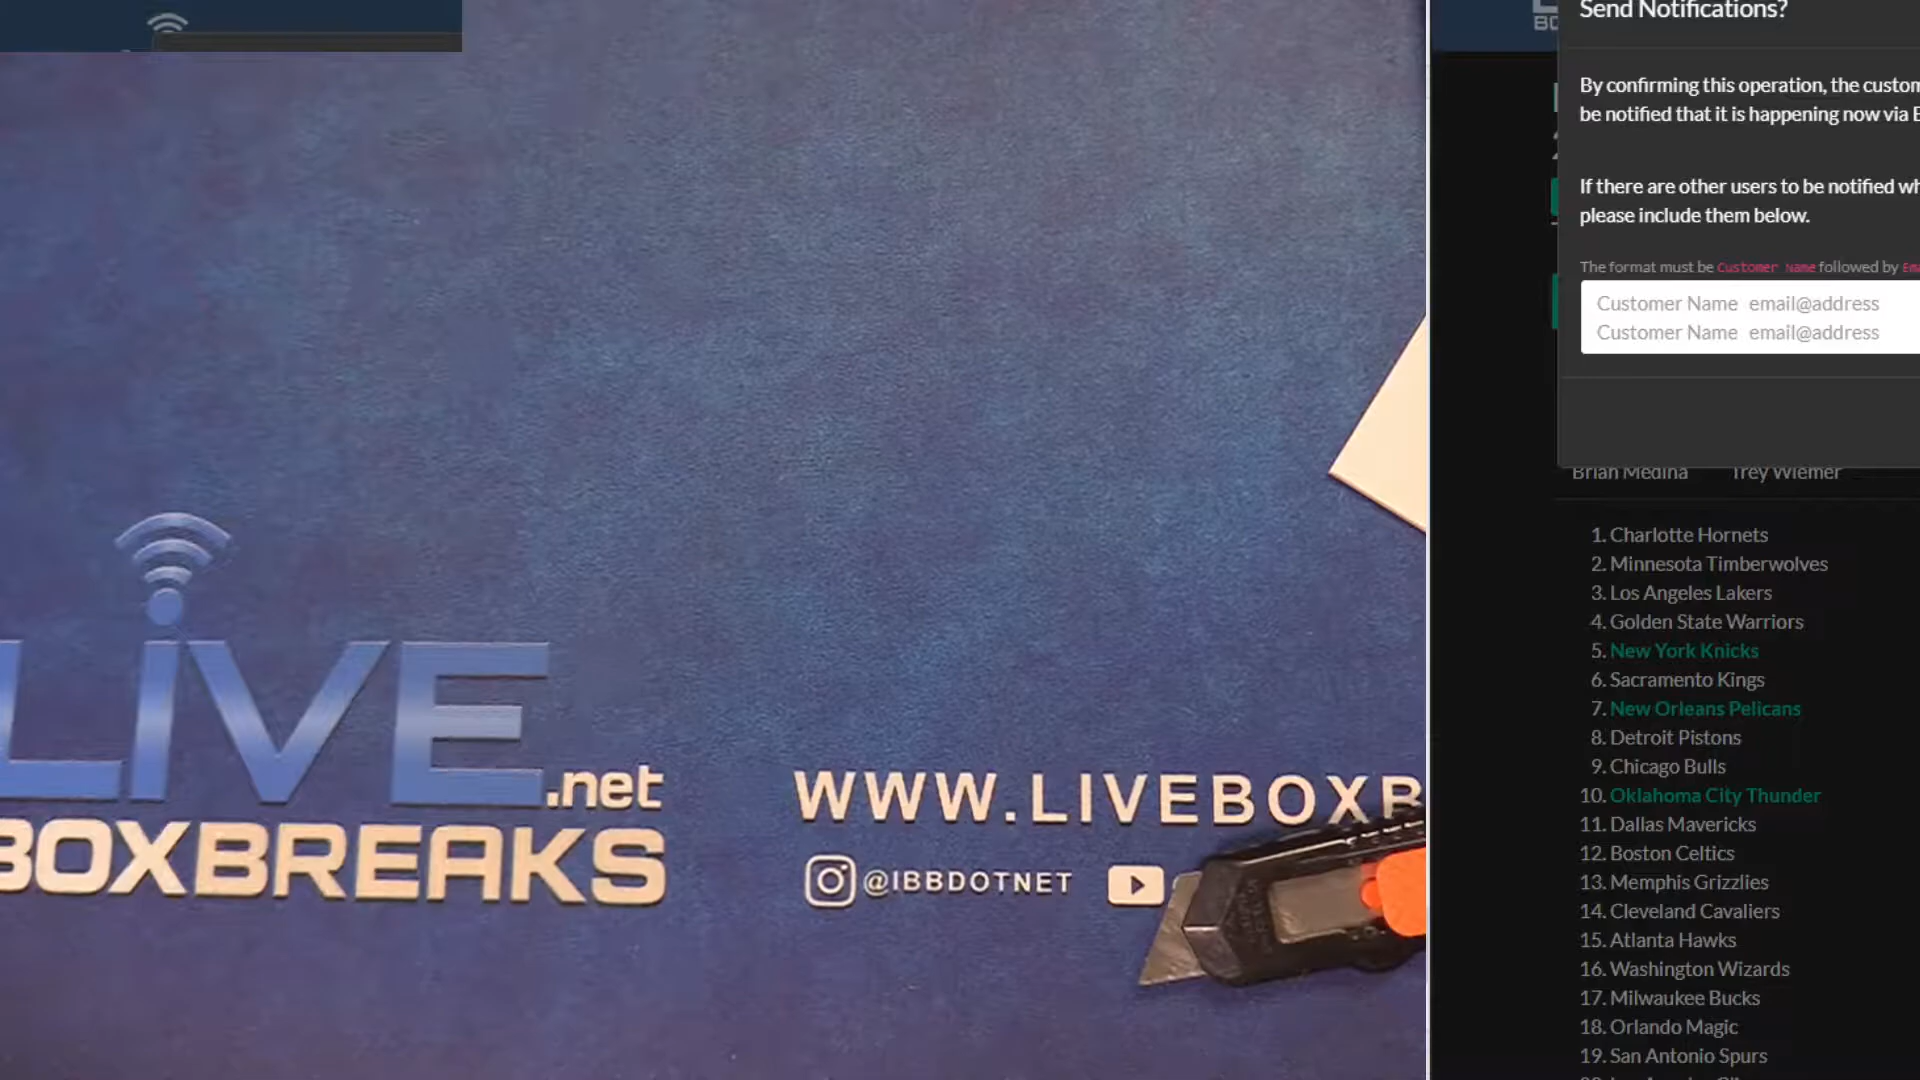 LiVE
.net
BOXBREAKS
WWW.LIVEBOXB
@IBBDOTNET
Send Notifications?
By confirming this operation, the custom
be notified that it is happening now via E
If there are other users to be notified wh
please include them below.
The format must be Customer Name followed by Ema
Customer Name email@address
Customer Name email@address
Brian Medina Trey Wiemer
1. Charlotte Hornets
2. Minnesota Timberwolves
3. Los Angeles Lakers
4. Golden State Warriors
5. New York Knicks
6. Sacramento Kings
7. New Orleans Pelicans
8. Detroit Pistons
9. Chicago Bulls
10. Oklahoma City Thunder
11. Dallas Mavericks
12. Boston Celtics
13. Memphis Grizzlies
14. Cleveland Cavaliers
15. Atlanta Hawks
16. Washington Wizards
17. Milwaukee Bucks
18. Orlando Magic
19. San Antonio Spurs